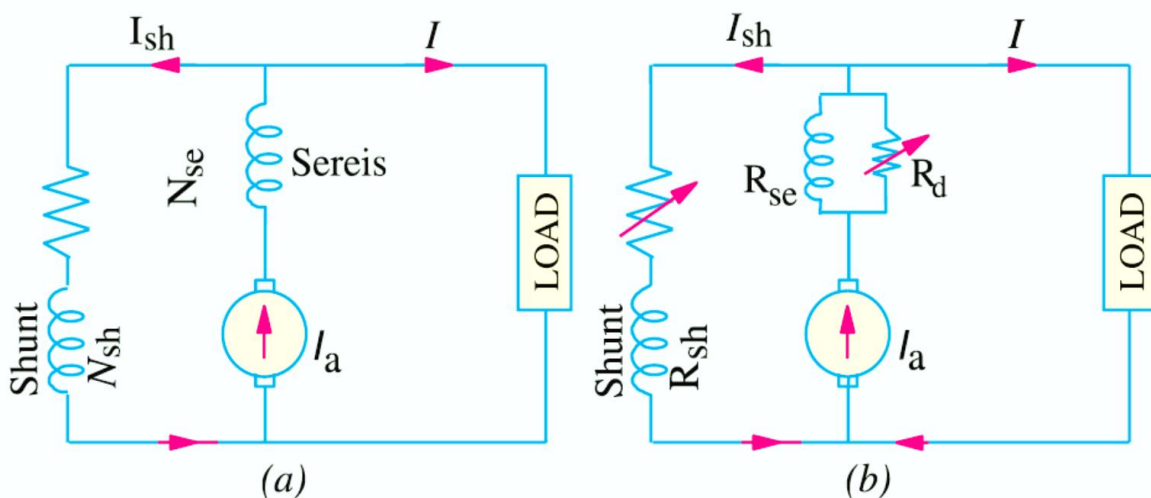 I_sh
I
N_se
Sereis
LOAD
Shunt
N_sh
I_a
(a)
I_sh
I
R_se
R_d
LOAD
Shunt
R_sh
I_a
(b)